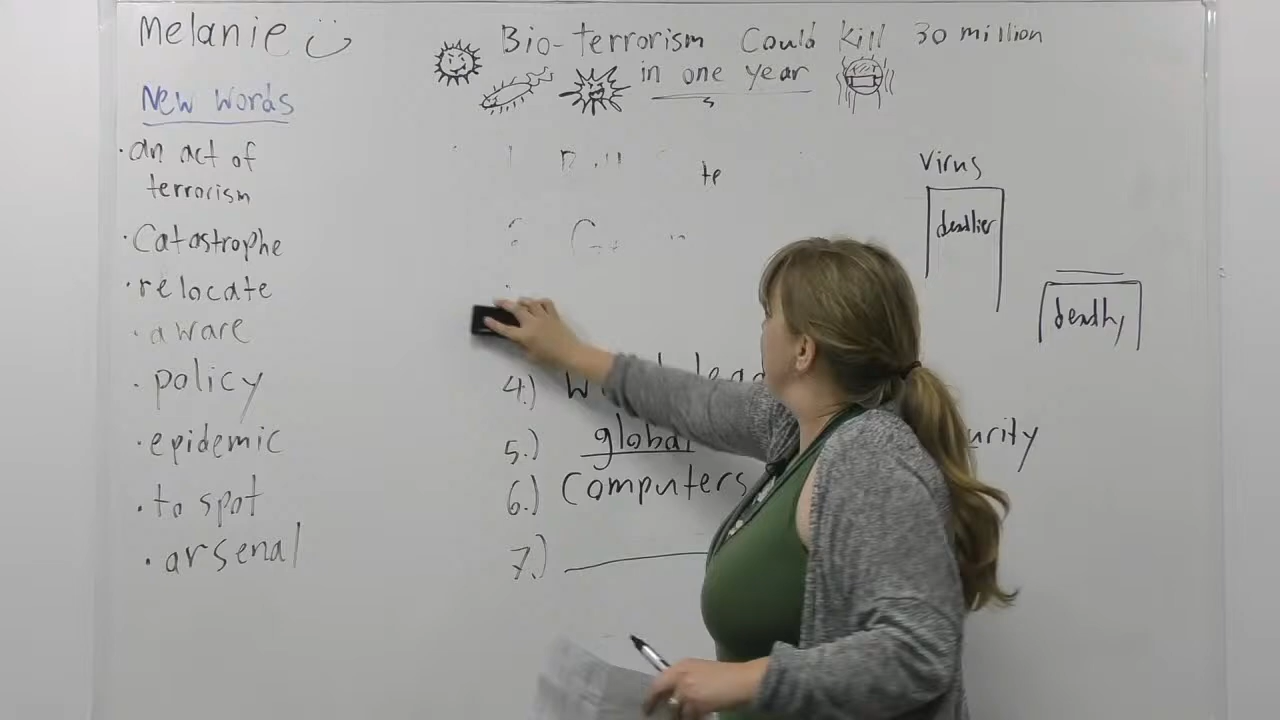 Melanie
Bio-terrorism Could kill 30 million
in one year
New words
• an act of
terrorism
• Catastrophe
• relocate
• aware
• policy
• epidemic
• to spot
• arsenal
te
4.)
5.) global
6.) Computers
7.)
Virus
deadlier
deadly